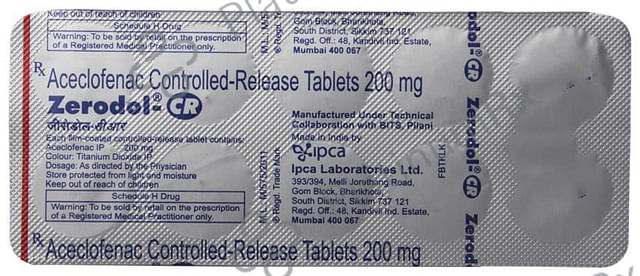 Keep out of reach of children
Schedule H Drug
Warning: To be sold by retail on the prescription
of a Registered Medical Practitioner only.
Gom Block, Bharikhola,
South District, Sikkim 737 121
Regd. Off.: 48, Kandivli Ind. Estate,
Mumbai 400 067
Rx Aceclofenac Controlled-Release Tablets 200 mg
Zerodol®-CR
ज़ीरोडोल-सीआर
Each film-coated controlled-release tablet contains:
Aceclofenac IP ... 200 mg
Colour: Titanium Dioxide IP
Dosage: As directed by the Physician
Store protected from light and moisture
Keep out of reach of children
Schedule H Drug
Warning: To be sold by retail on the prescription
of a Registered Medical Practitioner only.
M.L.: M/575/2011
® Regd. Trade Mark
Manufactured Under Technical
Collaboration with BITS, Pilani
Made in India by
ipca
Ipca Laboratories Ltd.
393/394, Melli Jorethang Road,
Gom Block, Bharikhola,
South District, Sikkim 737 121
Regd. Off.: 48, Kandivli Ind. Estate,
Mumbai 400 067
FBTKLK
Zerodol®-CR
Rx Aceclofenac Controlled-Release Tablets 200 mg